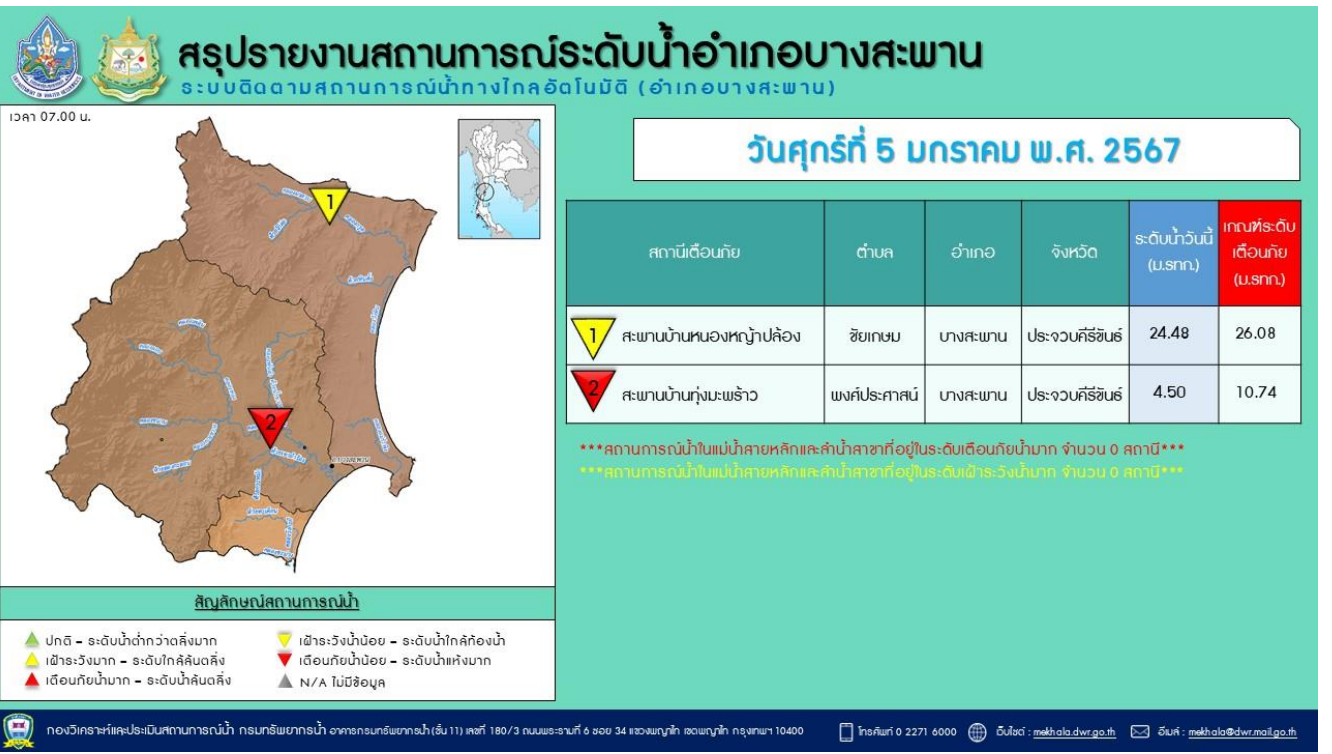 สรุปรายงานสถานการณ์ระดับน้ำอำเภอบางสะพาน
ระบบติดตามสถานการณ์น้ำทางไกลอัตโนมัติ (อำเภอบางสะพาน)
เวลา 07.00 น.
1
2
วันศุกร์ที่ 5 มกราคม พ.ศ. 2567
สถานีเตือนภัย ตำบล อำเภอ จังหวัด ระดับน้ำวันนี้ (ม.รทก.) เกณฑ์ระดับเตือนภัย (ม.รทก.)
1 สะพานบ้านหนองหญ้าปล้อง ชัยเกษม บางสะพาน ประจวบคีรีขันธ์ 24.48 26.08
2 สะพานบ้านทุ่งมะพร้าว พงศ์ประศาสน์ บางสะพาน ประจวบคีรีขันธ์ 4.50 10.74
***สถานการณ์น้ำในแม่น้ำสายหลักและลำน้ำสาขาที่อยู่ในระดับเตือนภัยน้ำมาก จำนวน 0 สถานี***
***สถานการณ์น้ำในแม่น้ำสายหลักและลำน้ำสาขาที่อยู่ในระดับเฝ้าระวังน้ำมาก จำนวน 0 สถานี***
สัญลักษณ์สถานการณ์น้ำ
ปกติ - ระดับน้ำต่ำกว่าตลิ่งมาก
เฝ้าระวังมาก - ระดับใกล้ล้นตลิ่ง
เตือนภัยน้ำมาก - ระดับน้ำล้นตลิ่ง
เฝ้าระวังน้ำน้อย - ระดับน้ำใกล้ท้องน้ำ
เตือนภัยน้ำน้อย - ระดับน้ำแห้งมาก
N/A ไม่มีข้อมูล
กองวิเคราะห์และประเมินสถานการณ์น้ำ กรมทรัพยากรน้ำ อาคารกรมทรัพยากรน้ำ (ชั้น 11) เลขที่ 180/3 ถนนพระรามที่ 6 ซอย 34 แขวงพญาไท เขตพญาไท กรุงเทพฯ 10400 โทรศัพท์ 0 2271 6000 เว็บไซต์ : mekhala.dwr.go.th อีเมล์ : mekhala@dwr.mail.go.th